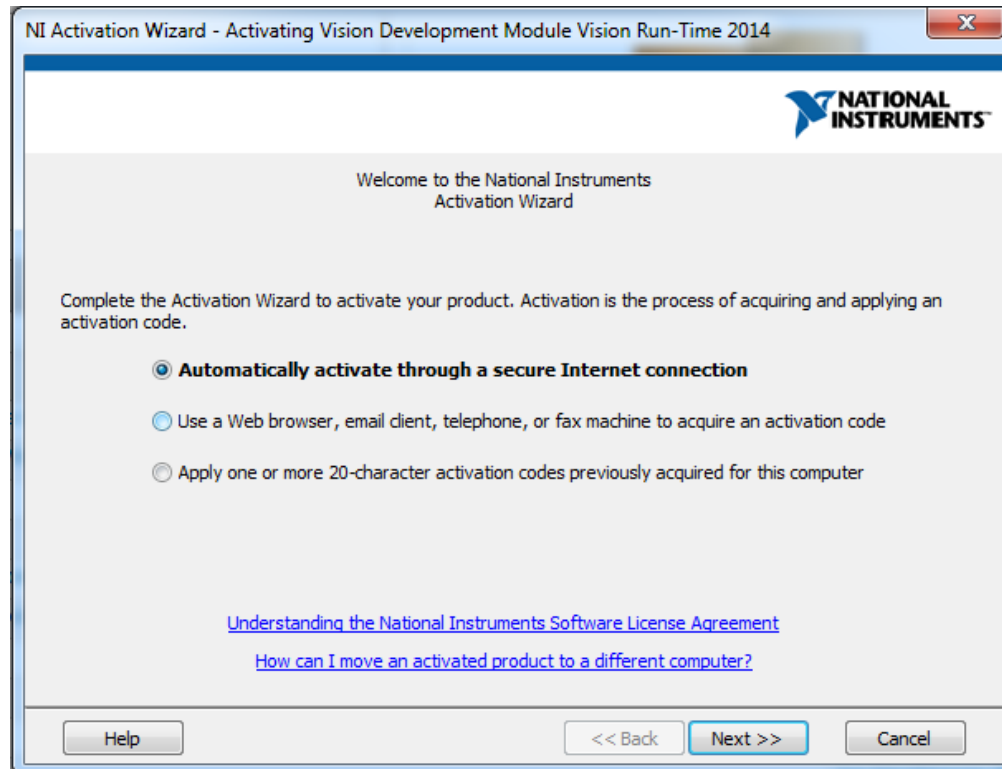 NI Activation Wizard - Activating Vision Development Module Vision Run-Time 2014
NATIONAL
INSTRUMENTS™
Welcome to the National Instruments
Activation Wizard
Complete the Activation Wizard to activate your product. Activation is the process of acquiring and applying an
activation code.
Automatically activate through a secure Internet connection
Use a Web browser, email client, telephone, or fax machine to acquire an activation code
Apply one or more 20-character activation codes previously acquired for this computer
Understanding the National Instruments Software License Agreement
How can I move an activated product to a different computer?
Help
<< Back
Next >>
Cancel